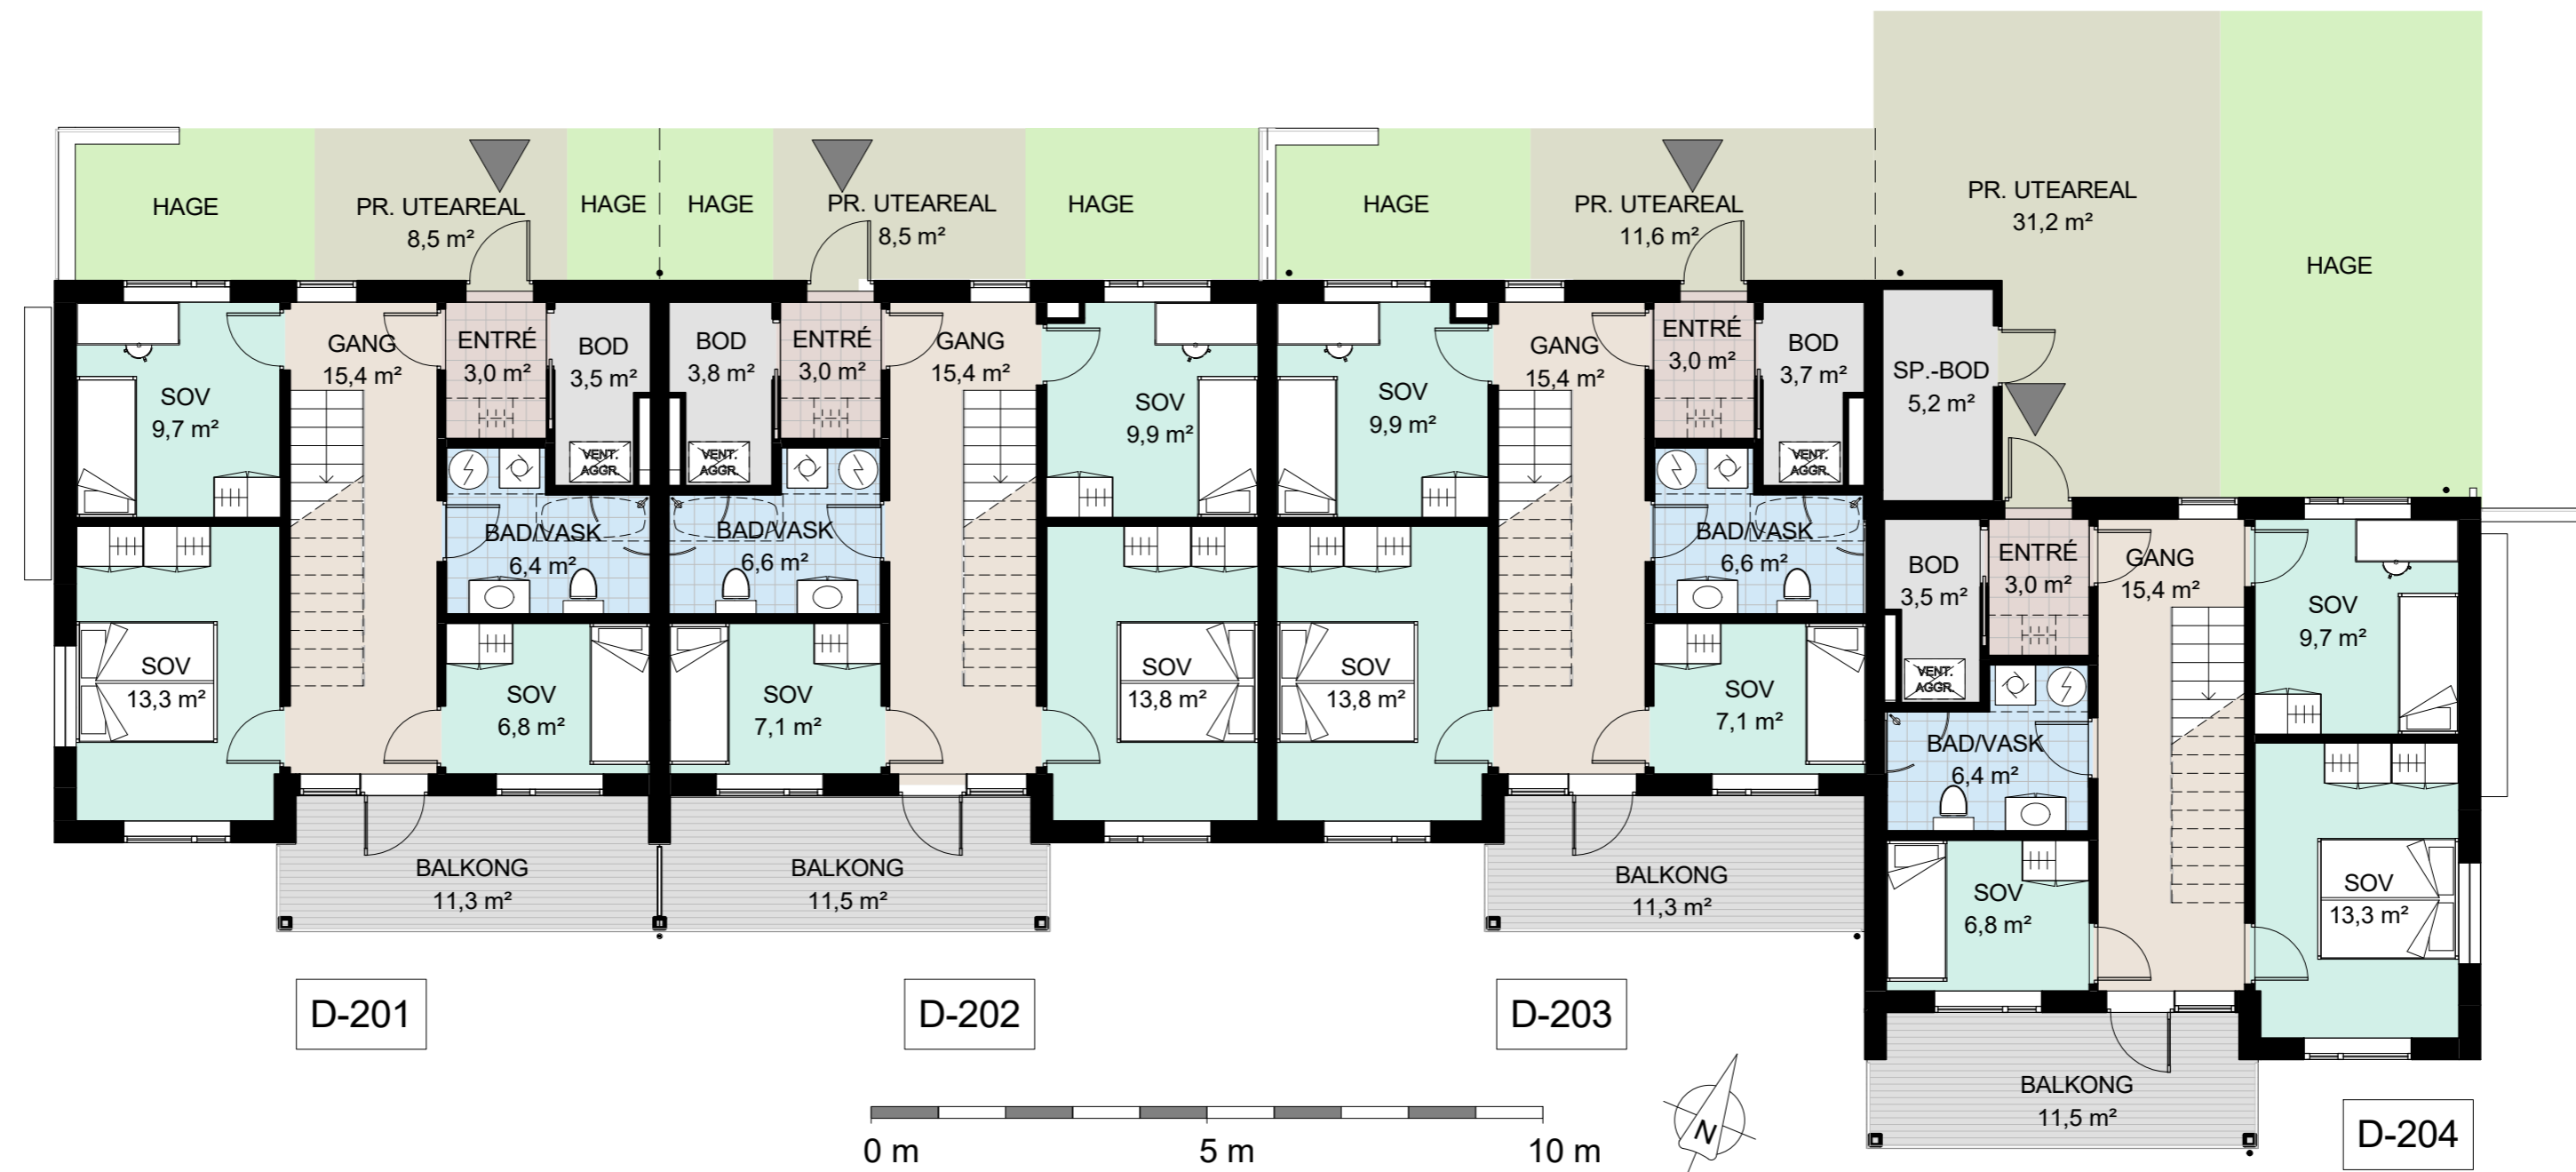 HAGE
PR. UTEAREAL
8,5 m²
HAGE
HAGE
PR. UTEAREAL
8,5 m²
HAGE
HAGE
PR. UTEAREAL
11,6 m²
PR. UTEAREAL
31,2 m²
HAGE
SOV
9,7 m²
GANG
15,4 m²
ENTRÉ
3,0 m²
BOD
3,5 m²
VENT.
AGGR.
BAD/VASK
6,4 m²
SOV
13,3 m²
SOV
6,8 m²
BALKONG
11,3 m²
BOD
3,8 m²
VENT.
AGGR.
ENTRÉ
3,0 m²
GANG
15,4 m²
SOV
9,9 m²
BAD/VASK
6,6 m²
SOV
7,1 m²
SOV
13,8 m²
BALKONG
11,5 m²
SOV
9,9 m²
GANG
15,4 m²
ENTRÉ
3,0 m²
BOD
3,7 m²
VENT.
AGGR.
BAD/VASK
6,6 m²
SOV
13,8 m²
SOV
7,1 m²
BALKONG
11,3 m²
SP.-BOD
5,2 m²
BOD
3,5 m²
VENT.
AGGR.
ENTRÉ
3,0 m²
GANG
15,4 m²
SOV
9,7 m²
BAD/VASK
6,4 m²
SOV
6,8 m²
SOV
13,3 m²
BALKONG
11,5 m²
D-201
D-202
D-203
D-204
0 m
5 m
10 m
N